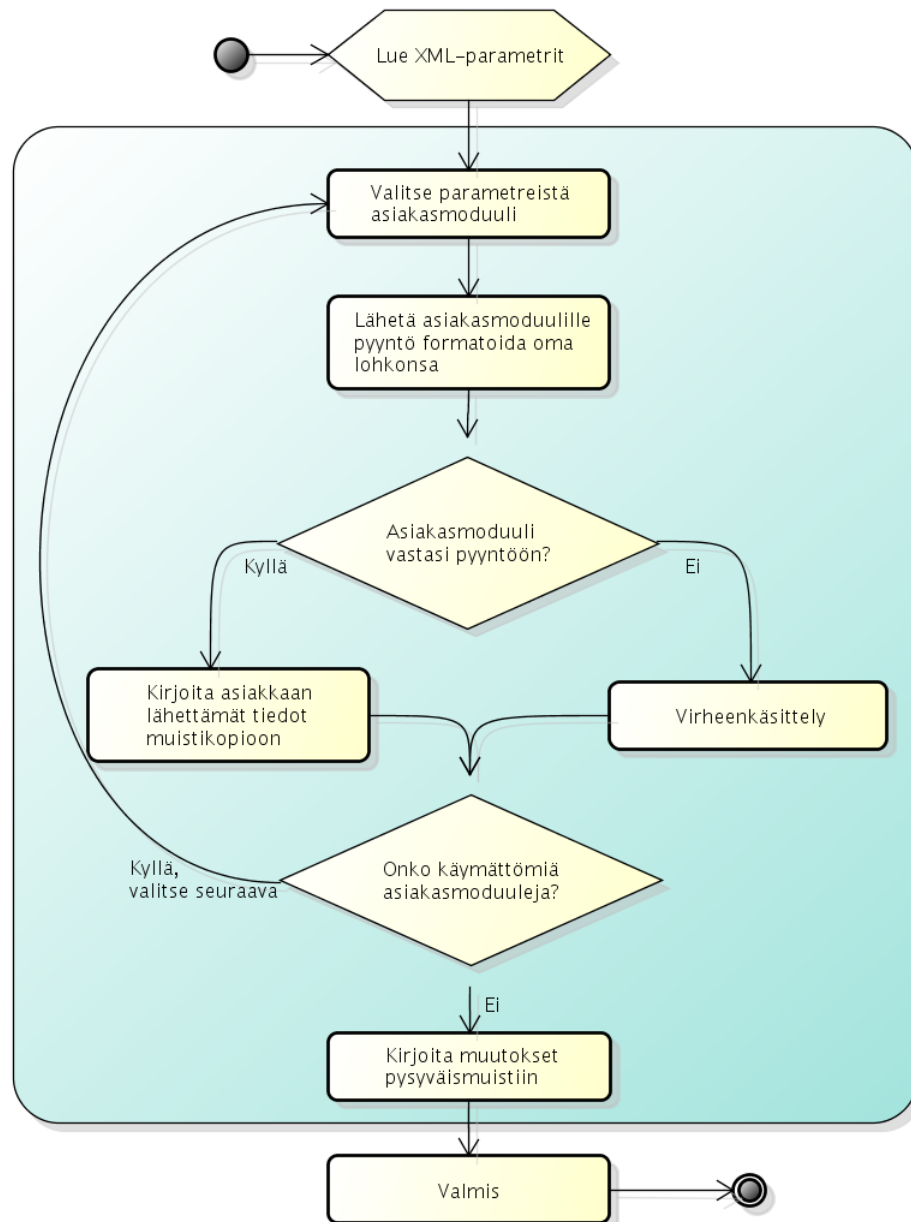 Lue XML-parametrit
Valitse parametreistä
asiakasmoduuli
Lähetä asiakasmoduulille
pyyntö formatoida oma
lohkonsa
Asiakasmoduuli
vastasi pyyntöön?
Kyllä
Ei
Kirjoita asiakkaan
lähettämät tiedot
muistikopioon
Virheenkäsittely
Onko käymättömiä
asiakasmoduuleja?
Kyllä,
valitse seuraava
Ei
Kirjoita muutokset
pysyväismuistiin
Valmis